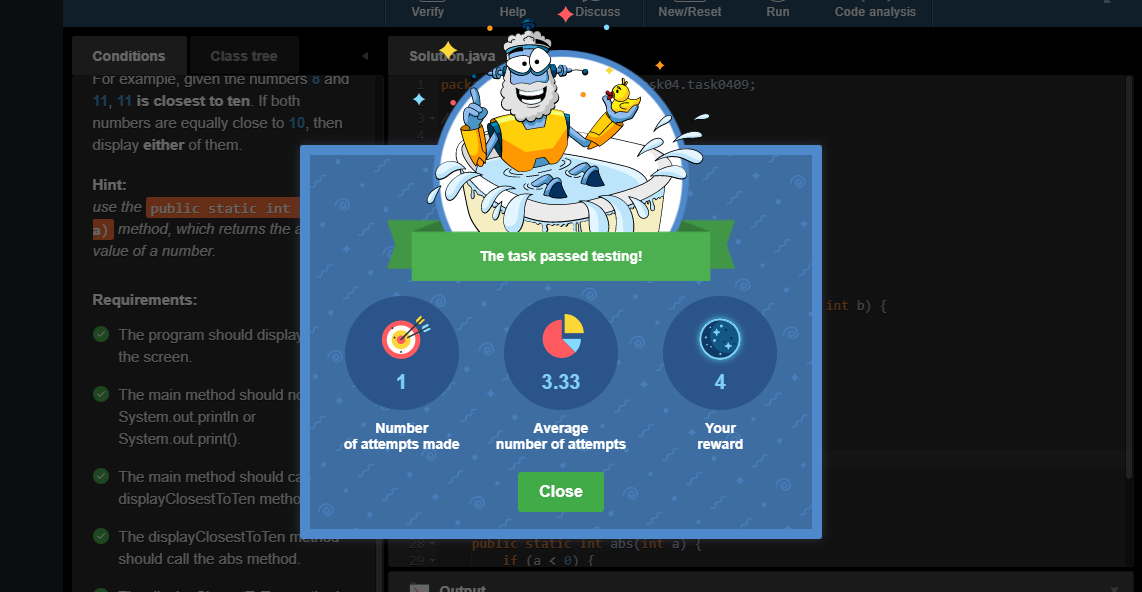 Verify Help Discuss New/Reset Run Code analysis
Conditions Class tree Solution.java
For example, given the numbers 8 and
11, 11 is closest to ten. If both
numbers are equally close to 10, then
display either of them.
Hint:
use the public static int
a) method, which returns the a
value of a number.
Requirements:
The program should display
the screen.
The main method should no
System.out.println or
System.out.print().
The main method should ca
displayClosestToTen metho
The displayClosestToTen method
should call the abs method.
1 pack sk04.task0409;
3
4
int b) {
The task passed testing!
1 3.33 4
Number
of attempts made
Average
number of attempts
Your
reward
Close
28 public static int abs(int a) {
29 if (a < 0) {
Output